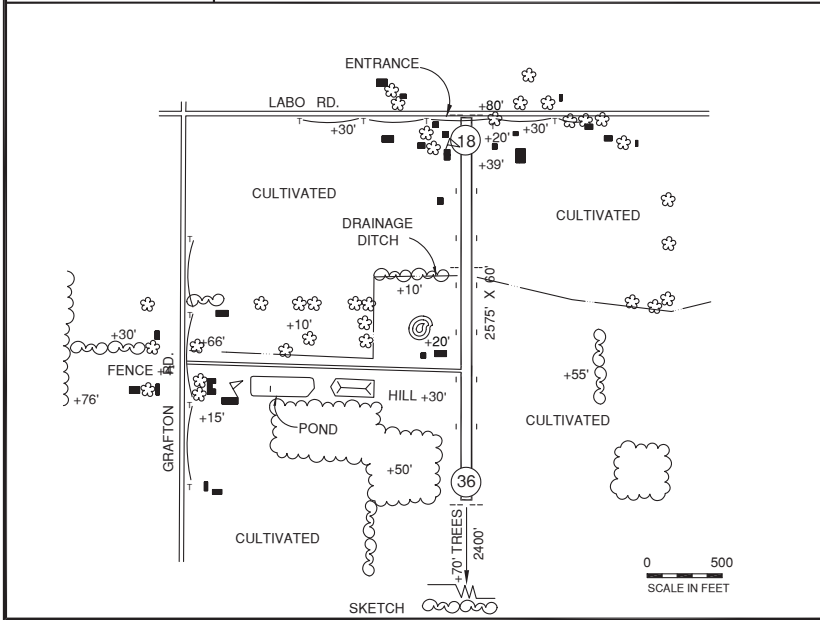 ENTRANCE
LABO RD.
+80'
+30'
+20'
+30'
18
+39'
CULTIVATED
CULTIVATED
DRAINAGE
DITCH
+10'
2575' X 60'
+10'
+20'
+66'
+30'
FENCE
+55'
HILL +30'
+76'
+15'
GRAFTON RD.
POND
CULTIVATED
+50'
36
CULTIVATED
+70' TREES
2400'
0 500
SCALE IN FEET
SKETCH